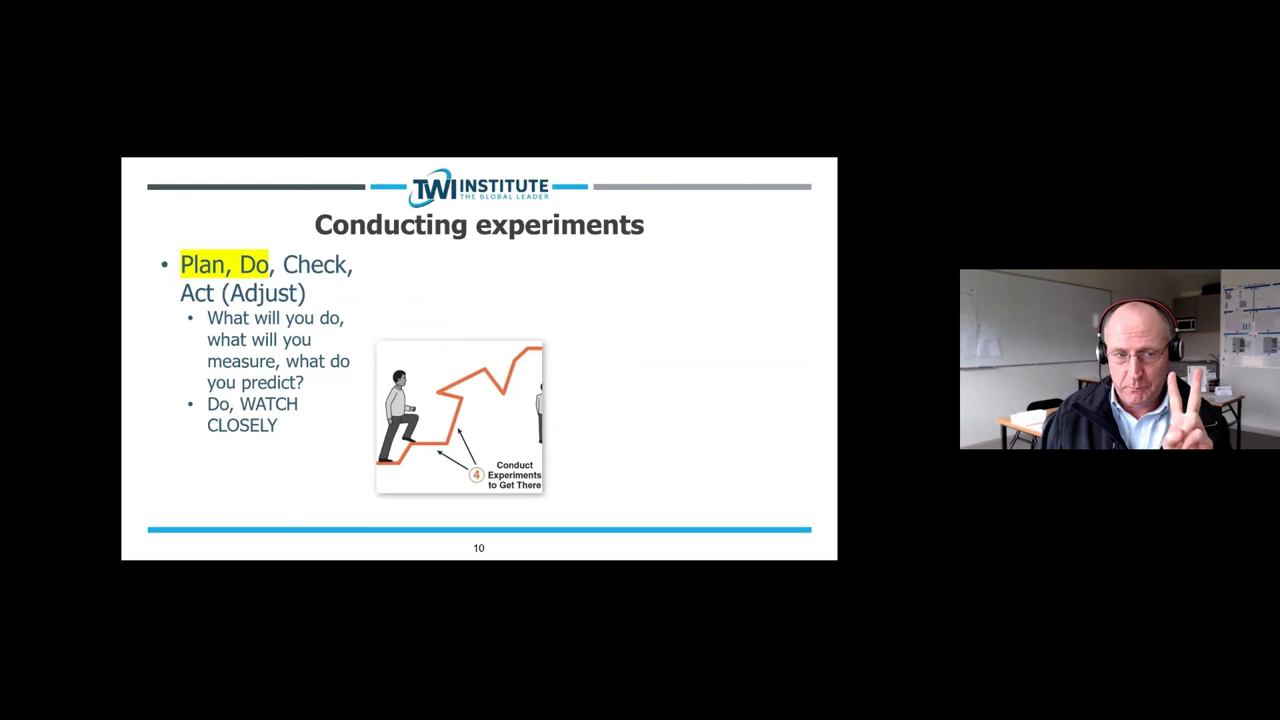 TWI INSTITUTE
THE GLOBAL LEADER
Conducting experiments
• Plan, Do, Check,
Act (Adjust)
• What will you do,
what will you
measure, what do
you predict?
• Do, WATCH
CLOSELY
4
Conduct
Experiments
to Get There
10